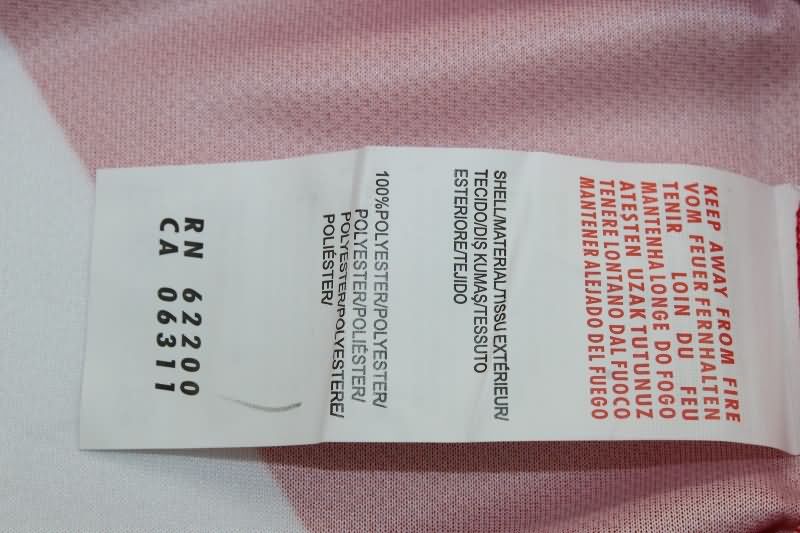 KEEP AWAY FROM FIRE
VOM FEUER FERNHALTEN
TENIR LOIN DU FEU
MANTENHA LONGE DO FOGO
ATEŞTEN UZAK TUTUNUZ
TENERE LONTANO DAL FUOCO
MANTENER ALEJADO DEL FUEGO
SHELL/MATERIAL/TISSU EXTÉRIEUR/
TECIDO/DIŞ KUMAŞ/TESSUTO
ESTERIORE/TEJIDO
100%POLYESTER/POLYESTER/
POLYESTER/POLIÉSTER/
POLYESTER/POLYESTERE/
POLIÉSTER/
RN 62200
CA 06311